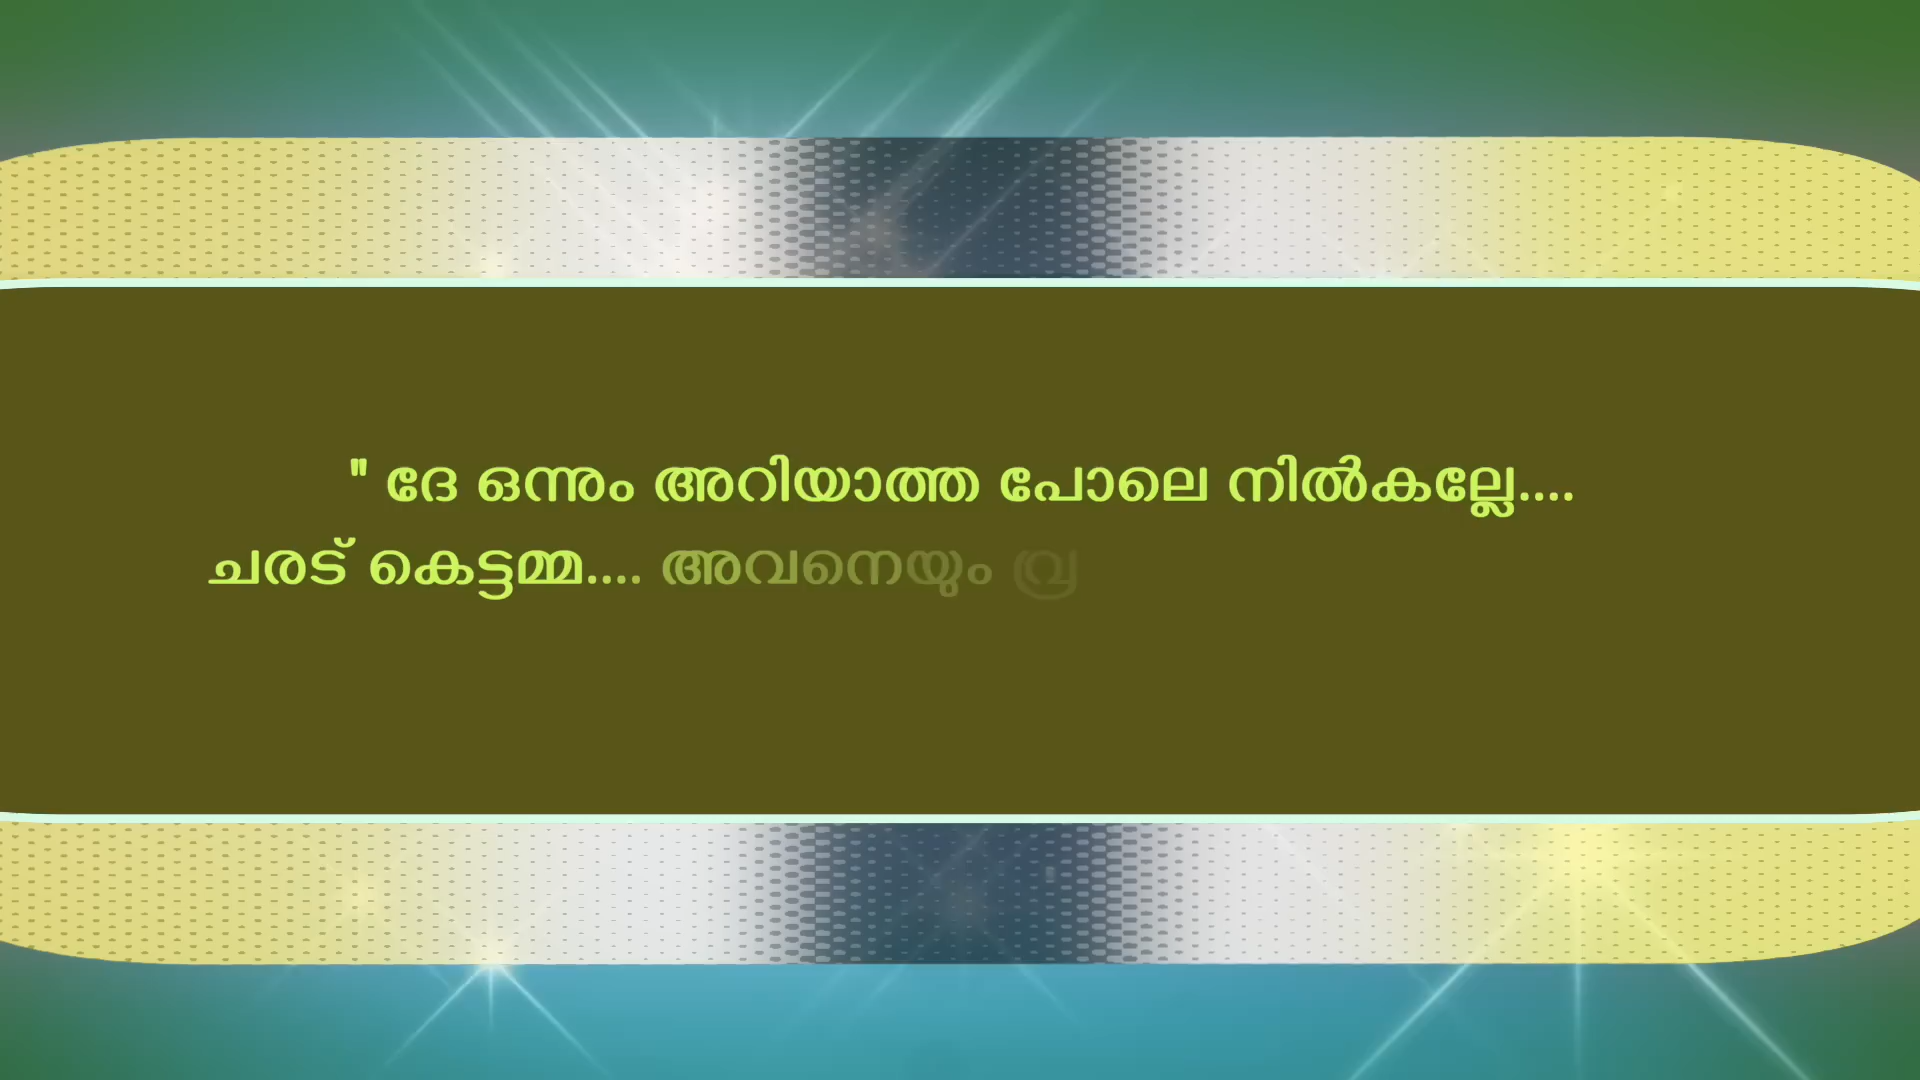 " ദേ ഒന്നും അറിയാത്ത പോലെ നിൽകല്ലേ....
ചരട് കെട്ടമ്മ.... അവനെയും